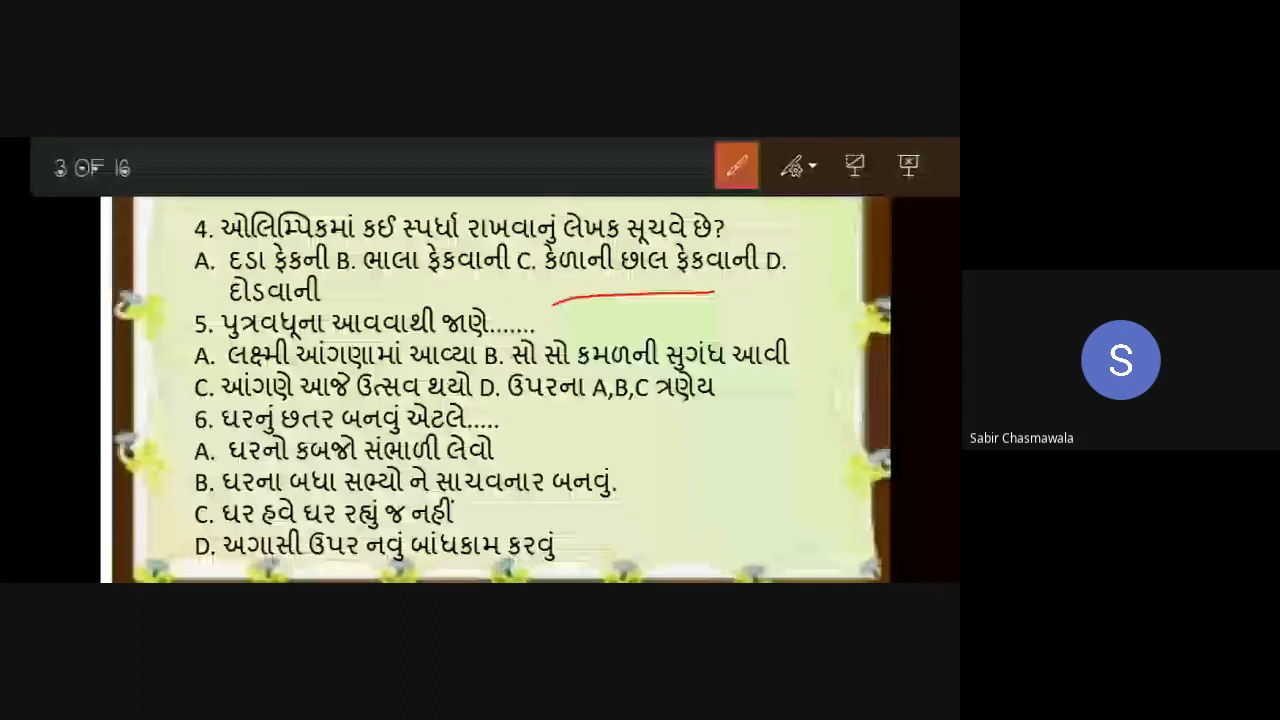 3 OF 16
4. ઓલિમ્પિકમાં કઈ સ્પર્ધા રાખવાનું લેખક સૂચવે છે?
A. દડા ફેકની B. ભાલા ફેકવાની C. કેળાની છાલ ફેકવાની D.
દોડવાની
5. પુત્રવધૂના આવવાથી જાણે.......
A. લક્ષ્મી આંગણામાં આવ્યા B. સો સો કમળની સુગંધ આવી
C. આંગણે આજે ઉત્સવ થયો D. ઉપરના A,B,C ત્રણેય
6. ઘરનું છતર બનવું એટલે.....
A. ઘરનો કબજો સંભાળી લેવો
B. ઘરના બધા સભ્યો ને સાચવનાર બનવું.
C. ઘર હવે ઘર રહ્યું જ નહીં
D. અગાસી ઉપર નવું બાંધકામ કરવું
S
Sabir Chasmawala